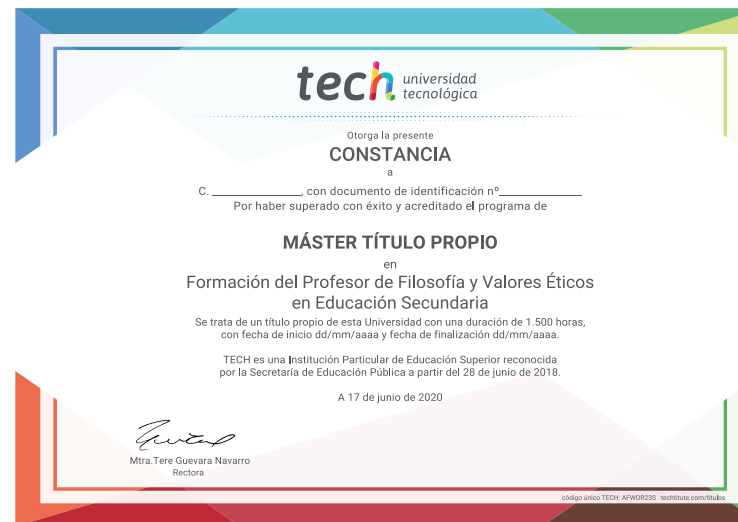 tech universidad
tecnológica
Otorga la presente
CONSTANCIA
a
C. ________________, con documento de identificación nº________________
Por haber superado con éxito y acreditado el programa de
MÁSTER TÍTULO PROPIO
en
Formación del Profesor de Filosofía y Valores Éticos
en Educación Secundaria
Se trata de un título propio de esta Universidad con una duración de 1.500 horas,
con fecha de inicio dd/mm/aaaa y fecha de finalización dd/mm/aaaa.
TECH es una Institución Particular de Educación Superior reconocida
por la Secretaría de Educación Pública a partir del 28 de junio de 2018.
A 17 de junio de 2020
Mtra.Tere Guevara Navarro
Rectora
código único TECH: AFWOR23S techtitute.com/titulos